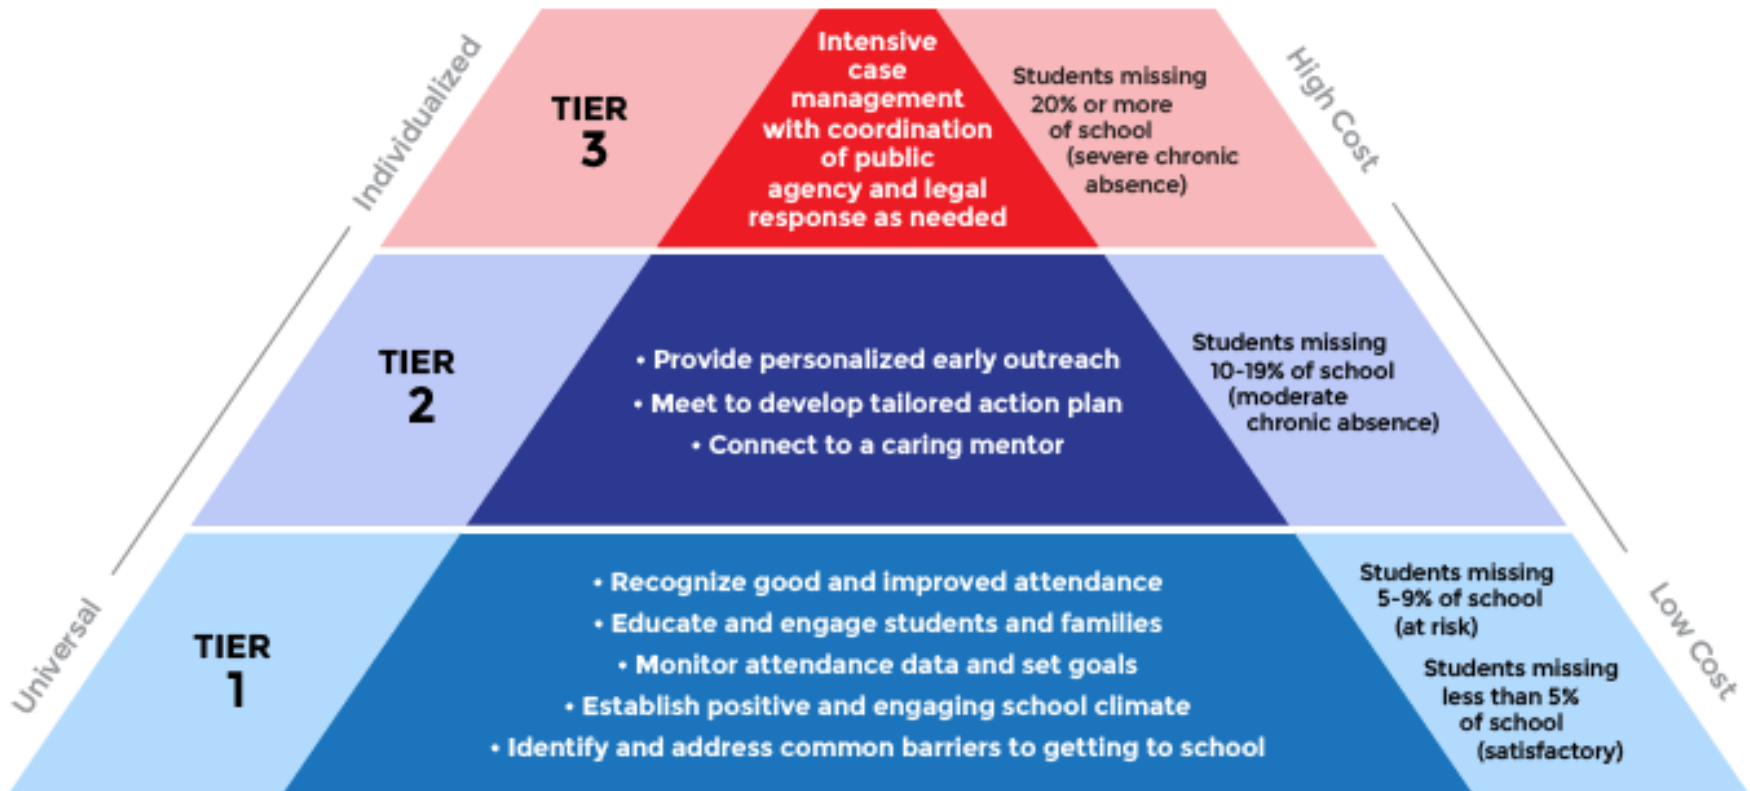 Individualized
Universal
High Cost
Low Cost
TIER
3
Intensive
case
management
with coordination
of public
agency and legal
response as needed
Students missing
20% or more
of school
(severe chronic
absence)
TIER
2
• Provide personalized early outreach
• Meet to develop tailored action plan
• Connect to a caring mentor
Students missing
10-19% of school
(moderate
chronic absence)
TIER
1
• Recognize good and improved attendance
• Educate and engage students and families
• Monitor attendance data and set goals
• Establish positive and engaging school climate
• Identify and address common barriers to getting to school
Students missing
5-9% of school
(at risk)
Students missing
less than 5%
of school
(satisfactory)